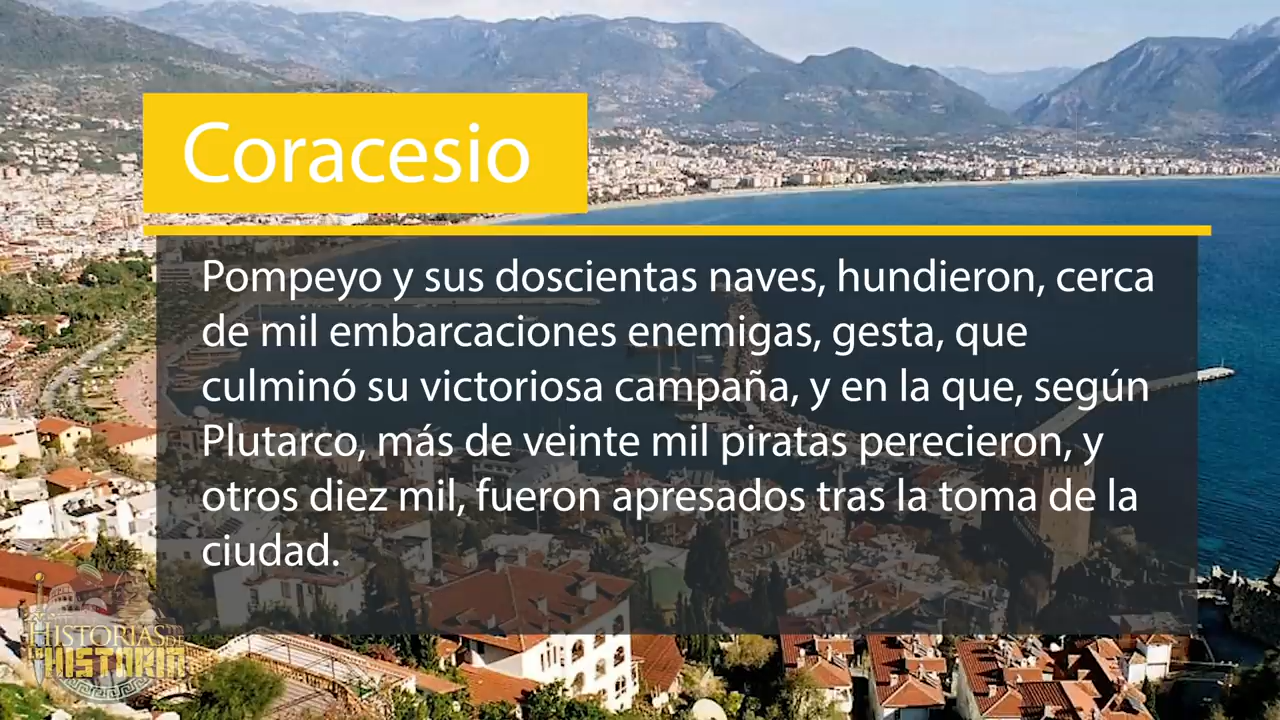 Coracesio
Pompeyo y sus doscientas naves, hundieron, cerca
de mil embarcaciones enemigas, gesta, que
culminó su victoriosa campaña, y en la que, según
Plutarco, más de veinte mil piratas perecieron, y
otros diez mil, fueron apresados tras la toma de la
ciudad.
HISTORIAS DE
LA HISTORIA